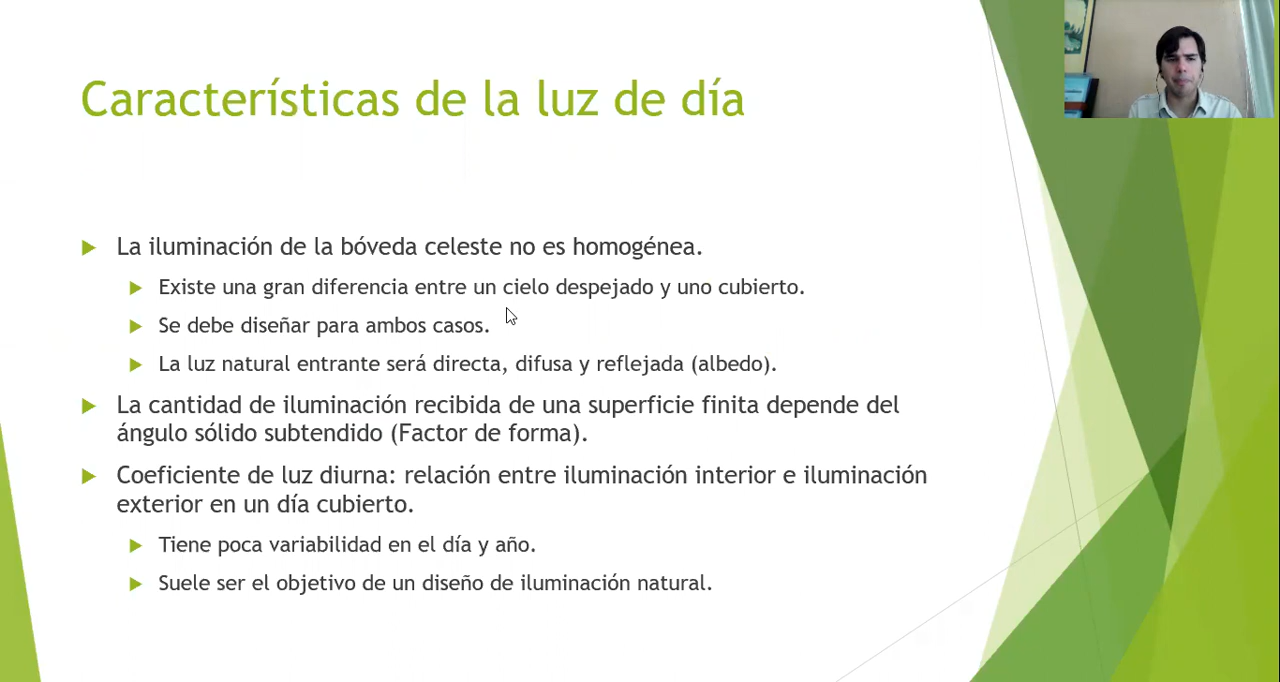 Características de la luz de día
La iluminación de la bóveda celeste no es homogénea.
Existe una gran diferencia entre un cielo despejado y uno cubierto.
Se debe diseñar para ambos casos.
La luz natural entrante será directa, difusa y reflejada (albedo).
La cantidad de iluminación recibida de una superficie finita depende del
ángulo sólido subtendido (Factor de forma).
Coeficiente de luz diurna: relación entre iluminación interior e iluminación
exterior en un día cubierto.
Tiene poca variabilidad en el día y año.
Suele ser el objetivo de un diseño de iluminación natural.